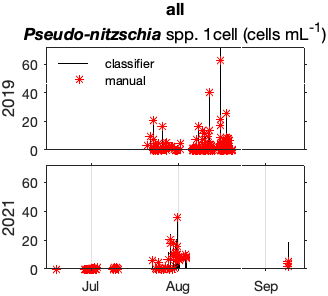 all
Pseudo-nitzschia spp. 1cell (cells mL⁻¹)
classifier
manual
60
40
20
0
2019
60
40
20
0
2021
Jul Aug Sep